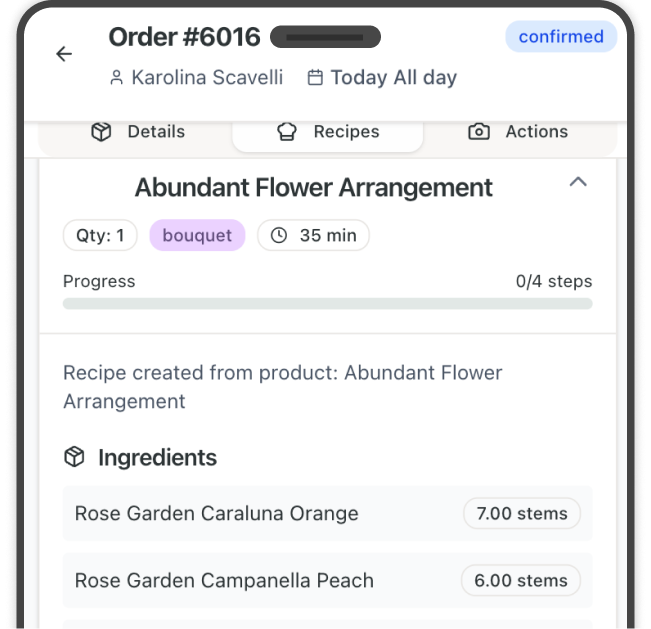 Order #6016
confirmed
Karolina Scavelli Today All day
Details Recipes Actions
Abundant Flower Arrangement
Qty: 1 bouquet 35 min
Progress 0/4 steps
Recipe created from product: Abundant Flower
Arrangement
Ingredients
Rose Garden Caraluna Orange 7.00 stems
Rose Garden Campanella Peach 6.00 stems